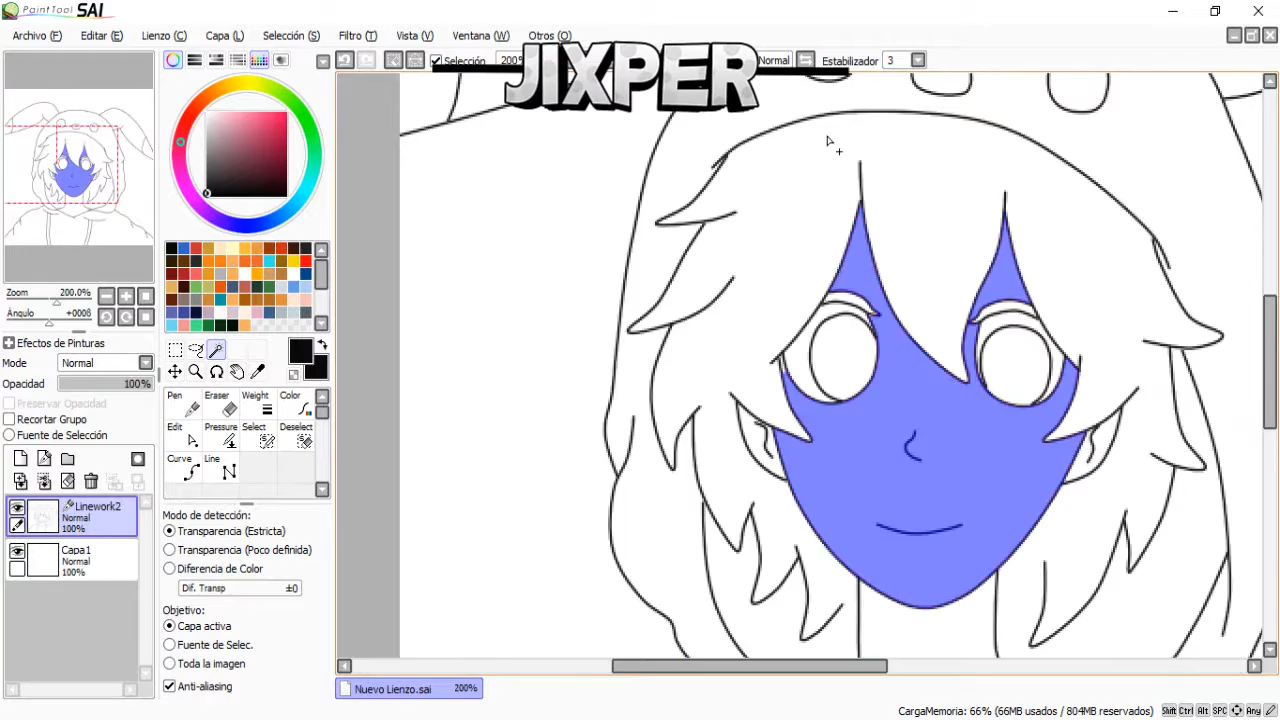 PaintTool SAI
Archivo (F) Editar (E) Lienzo (C) Capa (L) Selección (S) Filtro (T) Vista (V) Ventana (W) Otros (O)
Selección 200% Normal Estabilizador 3
JIXPER
Zoom 200.0%
Ángulo +000ß
Efectos de Pinturas
Mode Normal
Opacidad 100%
Preservar Opacidad
Recortar Grupo
Fuente de Selección
Linework2
Normal
100%
Capa1
Normal
100%
Pen Eraser Weight Color
Edit Pressure Select Deselect
Curve Line
Modo de detección:
Transparencia (Estricta)
Transparencia (Poco definida)
Diferencia de Color
Dif. Transp ±0
Objetivo:
Capa activa
Fuente de Selec.
Toda la imagen
Anti-aliasing
Nuevo Lienzo.sai 200%
CargaMemoria: 66% (66MB usados / 804MB reservados) Shift Ctrl Alt SPC Any